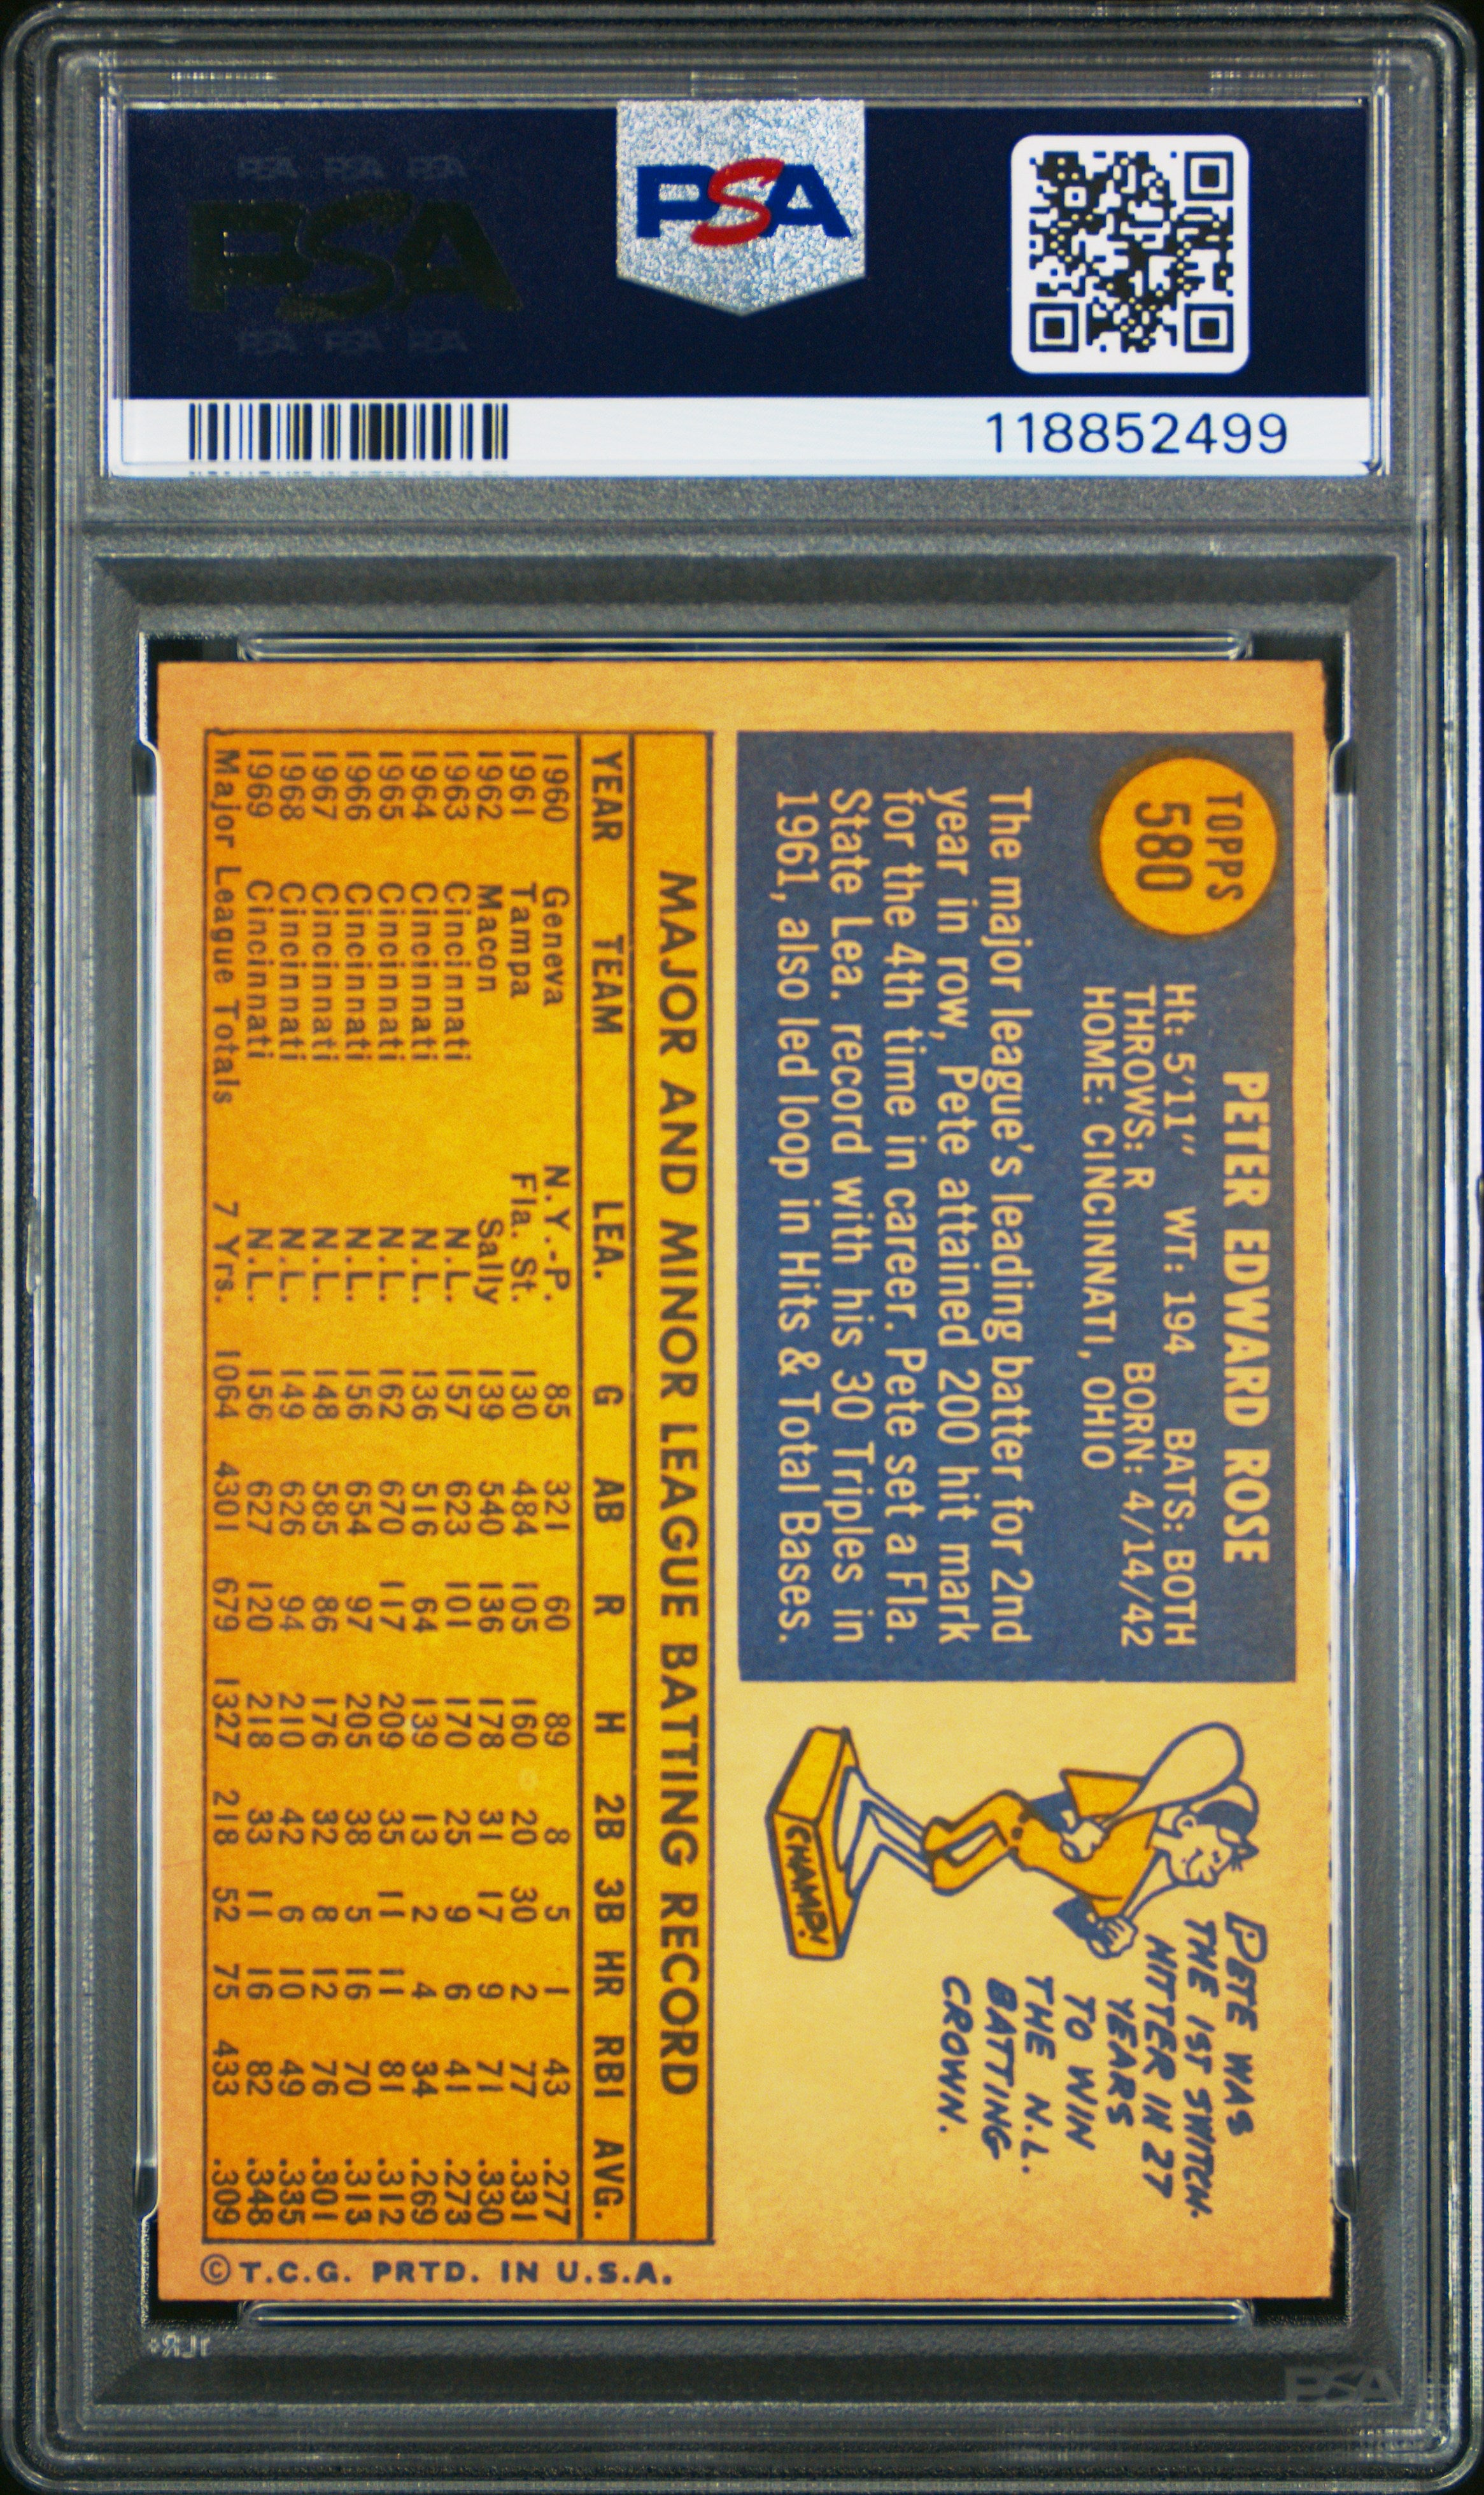 PSA PSA PSA
PSA
PSA PSA PSA
PSA
118852499
TOPPS
580
PETER EDWARD ROSE
Ht: 5'11" WT: 194 BATS: BOTH
THROWS: R BORN: 4/14/42
HOME: CINCINNATI, OHIO
The major league's leading batter for 2nd
year in row, Pete attained 200 hit mark
for the 4th time in career. Pete set a Fla.
State Lea. record with his 30 Triples in
1961, also led loop in Hits & Total Bases.
PETE WAS
THE 1ST SWITCH-
HITTER IN 27
YEARS
TO WIN
THE N.L.
BATTING
CROWN.
CHAMP!
MAJOR AND MINOR LEAGUE BATTING RECORD
YEAR TEAM LEA. G AB R H 2B 3B HR RBI AVG.
1960 Geneva N.Y.-P. 85 321 60 89 8 5 1 43 .277
1961 Tampa Fla. St. 130 484 105 160 20 30 2 77 .331
1962 Macon Sally 139 540 136 178 31 17 9 71 .330
1963 Cincinnati N.L. 157 623 101 170 25 9 6 41 .273
1964 Cincinnati N.L. 136 516 64 139 13 2 4 34 .269
1965 Cincinnati N.L. 162 670 117 209 35 11 11 81 .312
1966 Cincinnati N.L. 156 654 97 205 38 5 16 70 .313
1967 Cincinnati N.L. 148 585 86 176 32 8 12 76 .301
1968 Cincinnati N.L. 149 626 94 210 42 6 10 49 .335
1969 Cincinnati N.L. 156 627 120 218 33 11 16 82 .348
Major League Totals 7 Yrs. 1064 4301 679 1327 218 52 75 433 .309
©T.C.G. PRTD. IN U.S.A.
PSA